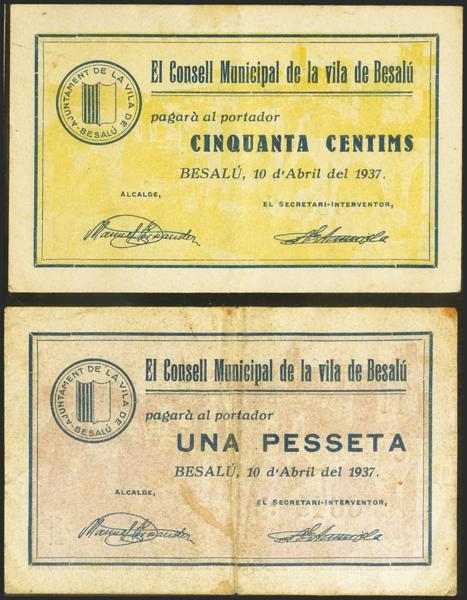 AJUNTAMENT DE LA VILA DE
-BESALÚ-
El Consell Municipal de la vila de Besalú
pagarà al portador
CINQUANTA CENTIMS
BESALÚ, 10 d'Abril del 1937.
ALCALDE,
EL SECRETARI-INTERVENTOR,
AJUNTAMENT DE LA VILA DE
-BESALÚ-
El Consell Municipal de la vila de Besalú
pagarà al portador
UNA PESSETA
BESALÚ, 10 d'Abril del 1937.
ALCALDE,
EL SECRETARI-INTERVENTOR,